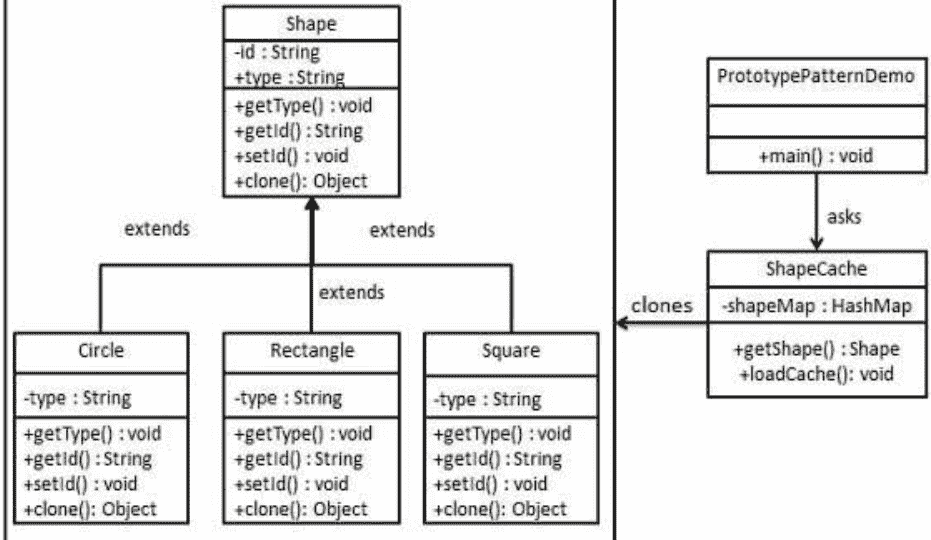 Shape
-id : String
+type : String
+getType() : void
+getId() : String
+setId() : void
+clone(): Object
PrototypePatternDemo
+main() : void
asks
extends
extends
extends
ShapeCache
-shapeMap : HashMap
+getShape() : Shape
+loadCache(): void
clones
Circle
-type : String
+getType() : void
+getId() : String
+setId() : void
+clone(): Object
Rectangle
-type : String
+getType() : void
+getId() : String
+setId() : void
+clone(): Object
Square
-type : String
+getType() : void
+getId() : String
+setId() : void
+clone(): Object